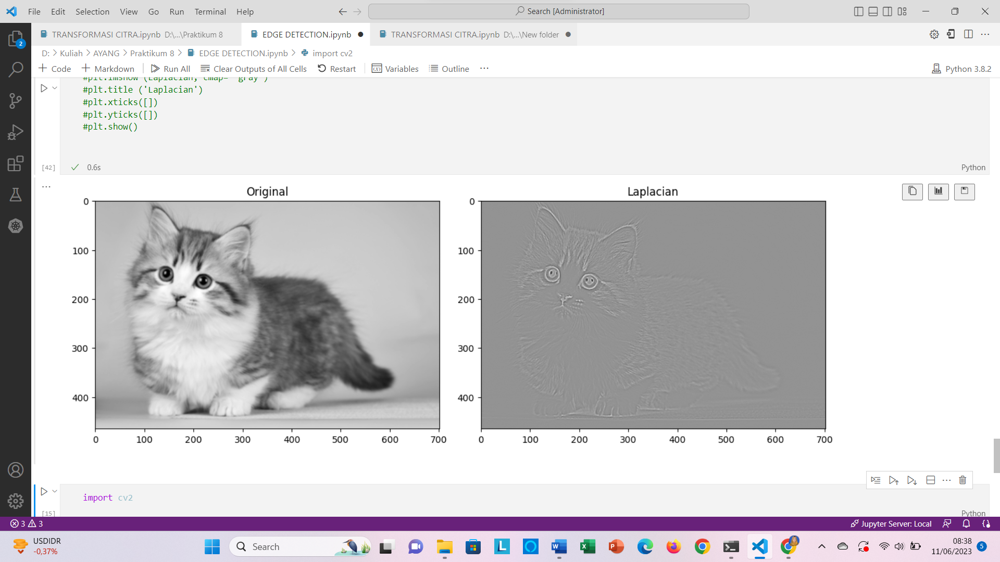 File Edit Selection View Go Run Terminal Help
Search [Administrator]
TRANSFORMASI CITRA.ipynb D:\...\Praktikum 8
EDGE DETECTION.ipynb
TRANSFORMASI CITRA.ipynb D:\...\New folder
2
D: > Kuliah > AYANG > Praktikum 8 > EDGE DETECTION.ipynb > import cv2
+ Code + Markdown Run All Clear Outputs of All Cells Restart Variables Outline ...
Python 3.8.2
#plt.imshow (Laplacian, cmap= 'gray')
#plt.title ('Laplacian')
#plt.xticks([])
#plt.yticks([])
#plt.show()
[42] 0.6s Python
Original
0
100
200
300
400
0 100 200 300 400 500 600 700
Laplacian
0
100
200
300
400
0 100 200 300 400 500 600 700
import cv2
[15] Python
3 3
Jupyter Server: Local
USDIDR
-0,37%
Search
08:38
11/06/2023
5